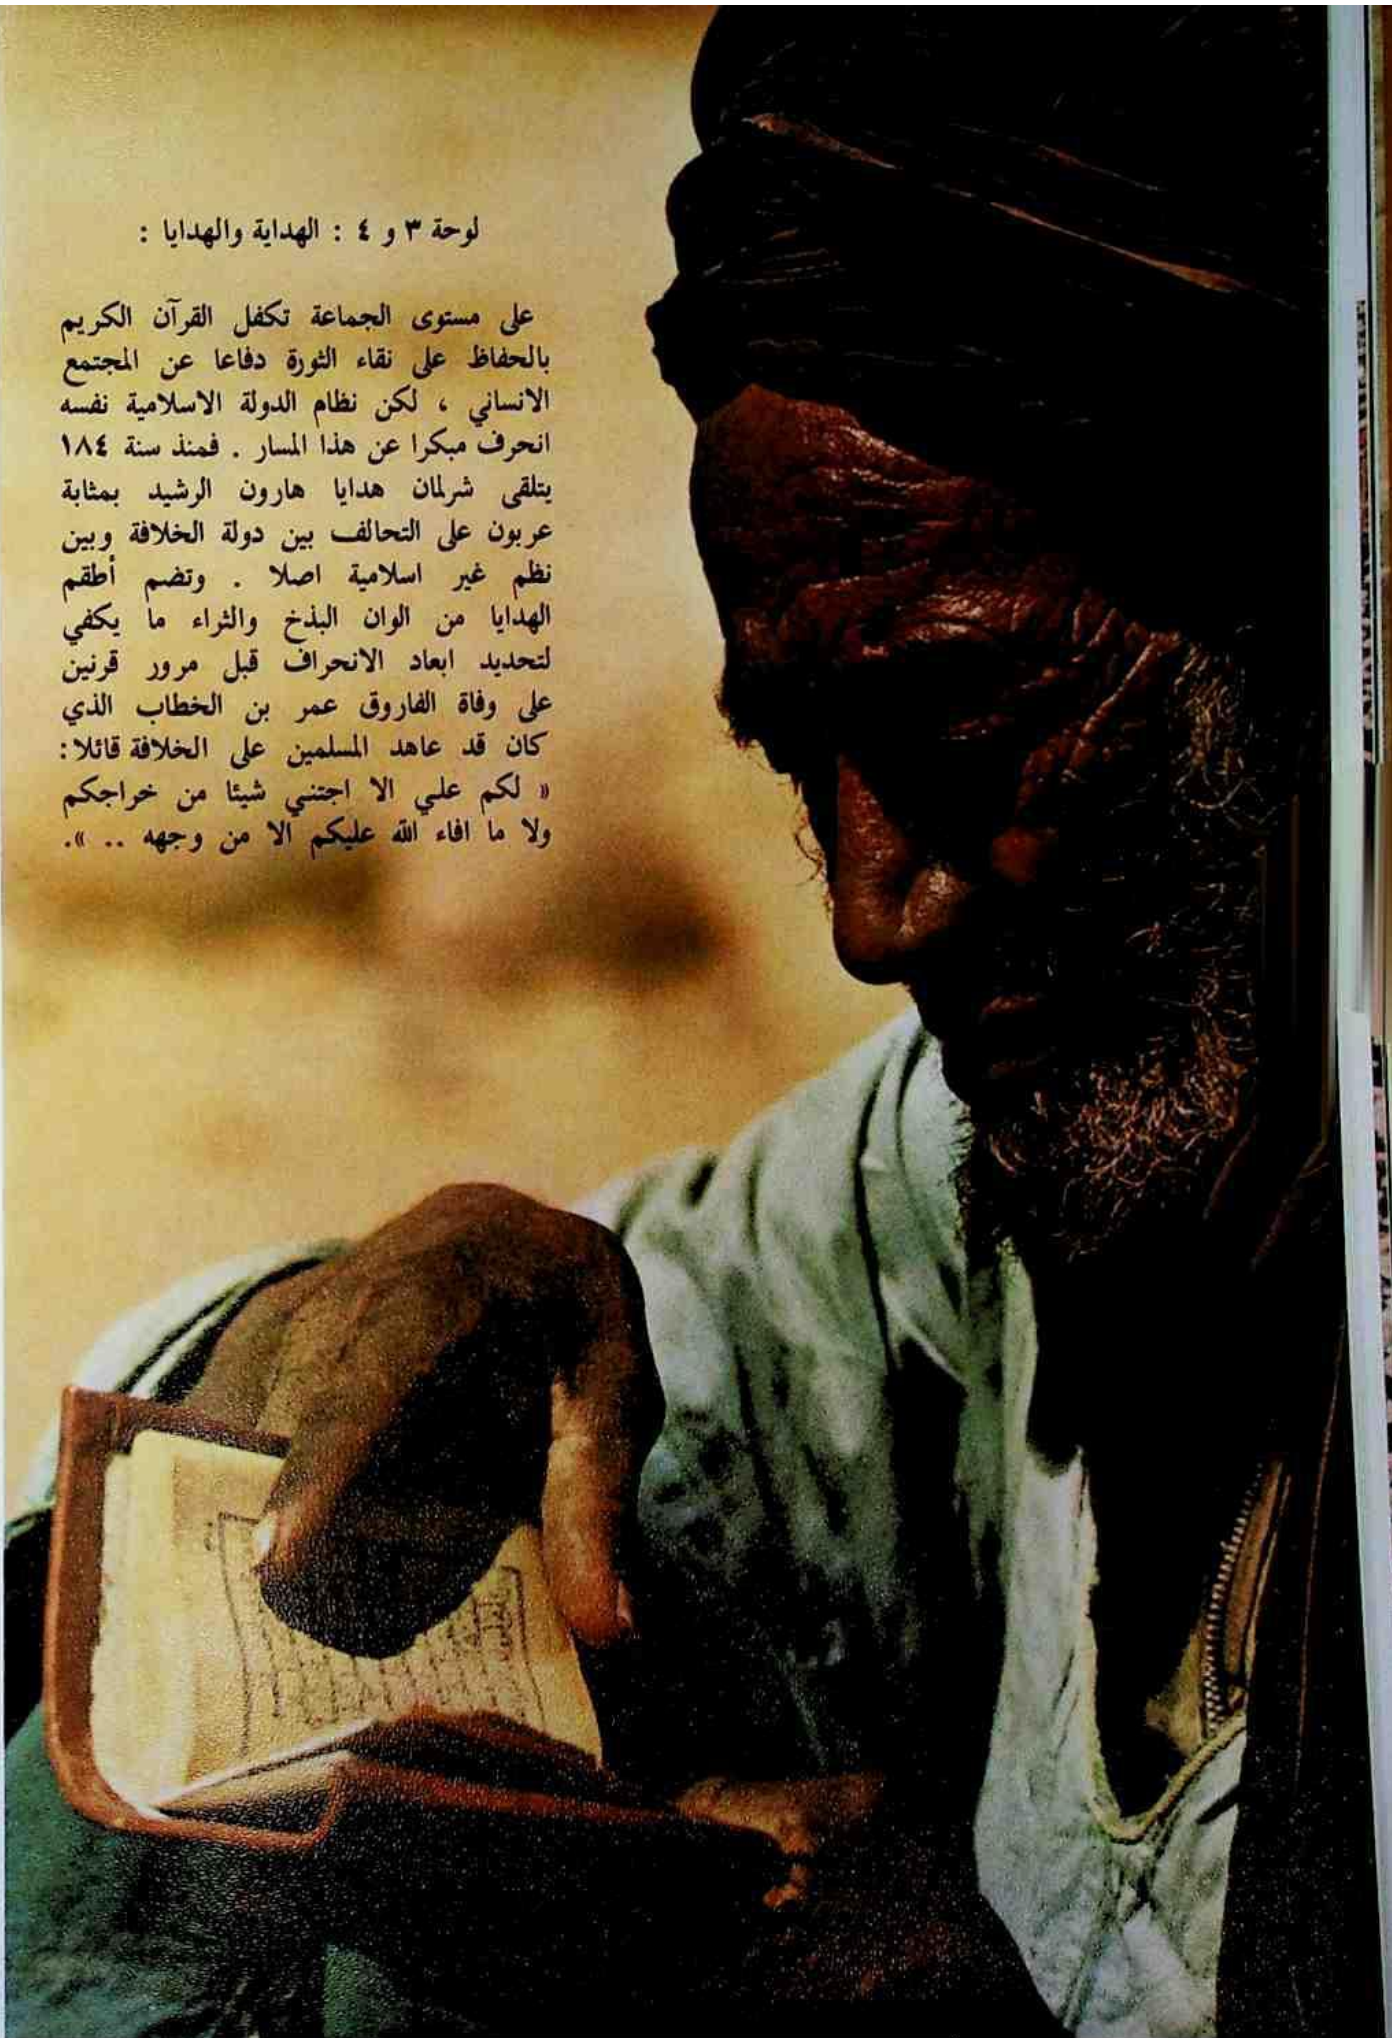 لوحة ٣ و ٤ : الهداية والهدايا :
على مستوى الجماعة تكفل القرآن الكريم
بالحفاظ على نقاء الثورة دفاعا عن المجتمع
الانساني ، لكن نظام الدولة الاسلامية نفسه
انحرف مبكرا عن هذا المسار . فمنذ سنة ١٨٤
يتلقى شرلمان هدايا هارون الرشيد بمثابة
عربون على التحالف بين دولة الخلافة وبين
نظم غير اسلامية اصلا . وتضم أطقم
الهدايا من الوان البذخ والثراء ما يكفي
لتحديد ابعاد الانحراف قبل مرور قرنين
على وفاة الفاروق عمر بن الخطاب الذي
كان قد عاهد المسلمين على الخلافة قائلا :
« لكم علي الا اجتني شيئا من خراجكم
ولا ما افاء الله عليكم الا من وجهه .. ».